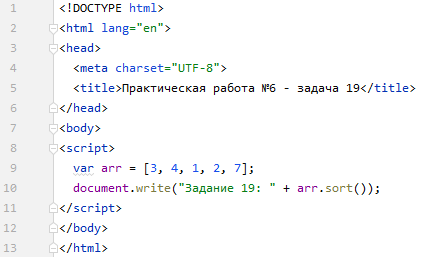 1 <!DOCTYPE html>
2 <html lang="en">
3 <head>
4     <meta charset="UTF-8">
5     <title>Практическая работа №6 - задача 19</title>
6 </head>
7 <body>
8 <script>
9     var arr = [3, 4, 1, 2, 7];
10     document.write("Задание 19: " + arr.sort());
11 </script>
12 </body>
13 </html>